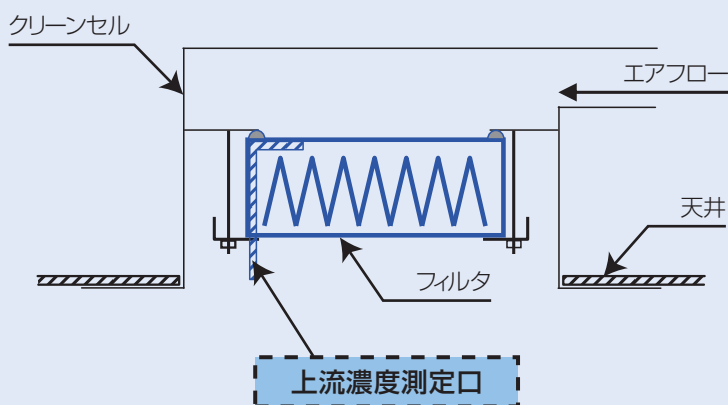 クリーンセル
エアフロー
天井
フィルタ
上流濃度測定口